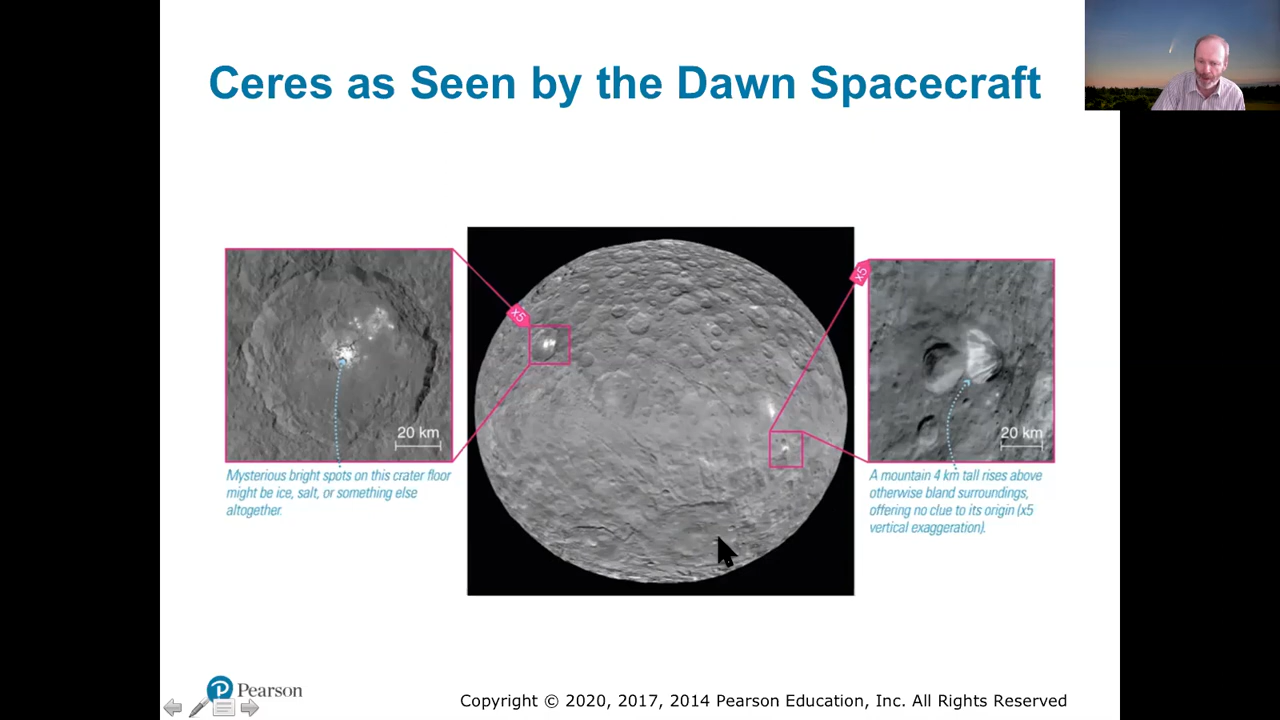 Ceres as Seen by the Dawn Spacecraft
x5
20 km
Mysterious bright spots on this crater floor
might be ice, salt, or something else
altogether.
x5
20 km
A mountain 4 km tall rises above
otherwise bland surroundings,
offering no clue to its origin (x5
vertical exaggeration).
Pearson
Copyright © 2020, 2017, 2014 Pearson Education, Inc. All Rights Reserved